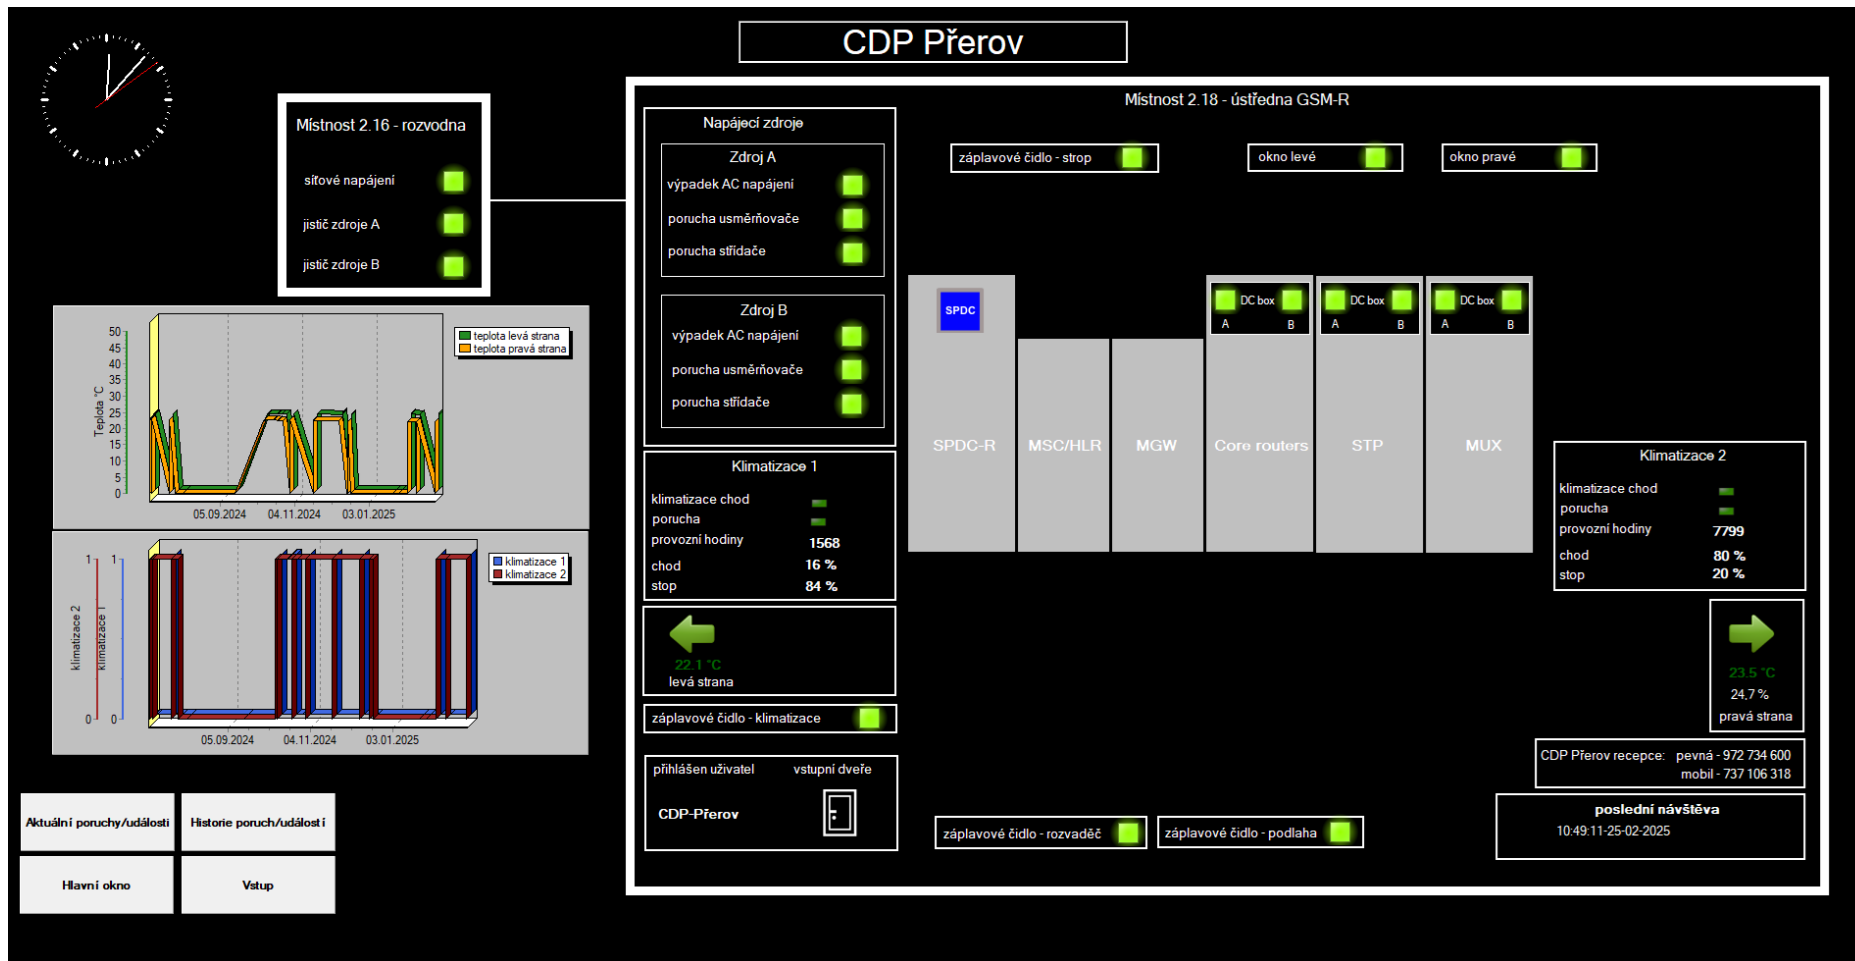 CDP Přerov
Místnost 2.16 - rozvodna
síťové napájení
jistič zdroje A
jistič zdroje B
teplota levá strana
teplota pravá strana
Teplota °C
50
45
40
35
30
25
20
15
10
5
0
05.09.2024 04.11.2024 03.01.2025
klimatizace 1
klimatizace 2
klimatizace 2
klimatizace 1
1 1
0 0
05.09.2024 04.11.2024 03.01.2025
Aktuální poruchy/události
Historie poruch/událostí
Hlavní okno
Vstup
Místnost 2.18 - ústředna GSM-R
Napájecí zdroje
Zdroj A
výpadek AC napájení
porucha usměrňovače
porucha střídače
Zdroj B
výpadek AC napájení
porucha usměrňovače
porucha střídače
Klimatizace 1
klimatizace chod
porucha
provozní hodiny 1568
chod 16 %
stop 84 %
22.1 °C
levá strana
záplavové čidlo - klimatizace
přihlášen uživatel vstupní dveře
CDP-Přerov
záplavové čidlo - strop
okno levé
okno pravé
SPDC
DC box
A B
DC box
A B
DC box
A B
SPDC-R
MSC/HLR
MGW
Core routers
STP
MUX
záplavové čidlo - rozvaděč
záplavové čidlo - podlaha
Klimatizace 2
klimatizace chod
porucha
provozní hodiny 7799
chod 80 %
stop 20 %
23.5 °C
24,7 %
pravá strana
CDP Přerov recepce: pevná - 972 734 600
mobil - 737 106 318
poslední návštěva
10:49:11-25-02-2025